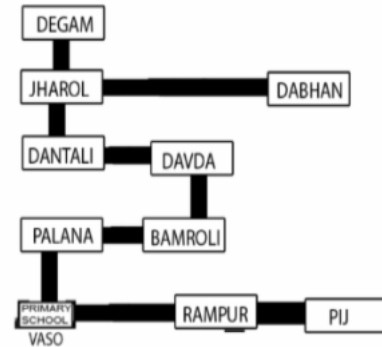 DEGAM
JHAROL
DABHAN
DANTALI
DAVDA
PALANA
BAMROLI
PRIMARY
SCHOOL
RAMPUR
PIJ
VASO